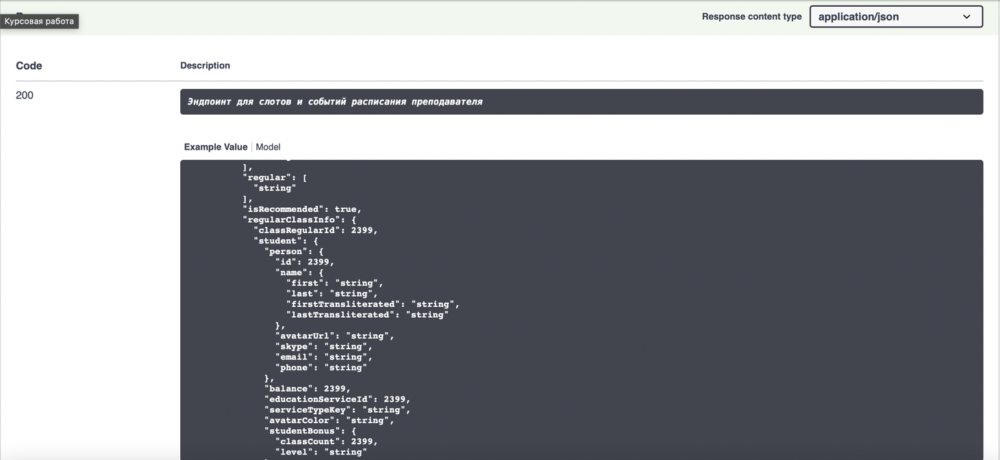 Курсовая работа
Response content type
application/json
Code
Description
200
Эндпоинт для слотов и событий расписания преподавателя
Example Value
Model
],
"regular": [
"string"
],
"isRecommended": true,
"regularClassInfo": {
"classRegularId": 2399,
"student": {
"person": {
"id": 2399,
"name": {
"first": "string",
"last": "string",
"firstTransliterated": "string",
"lastTransliterated": "string"
},
"avatarUrl": "string",
"skype": "string",
"email": "string",
"phone": "string"
},
"balance": 2399,
"educationServiceId": 2399,
"serviceTypeKey": "string",
"avatarColor": "string",
"studentBonus": {
"classCount": 2399,
"level": "string"